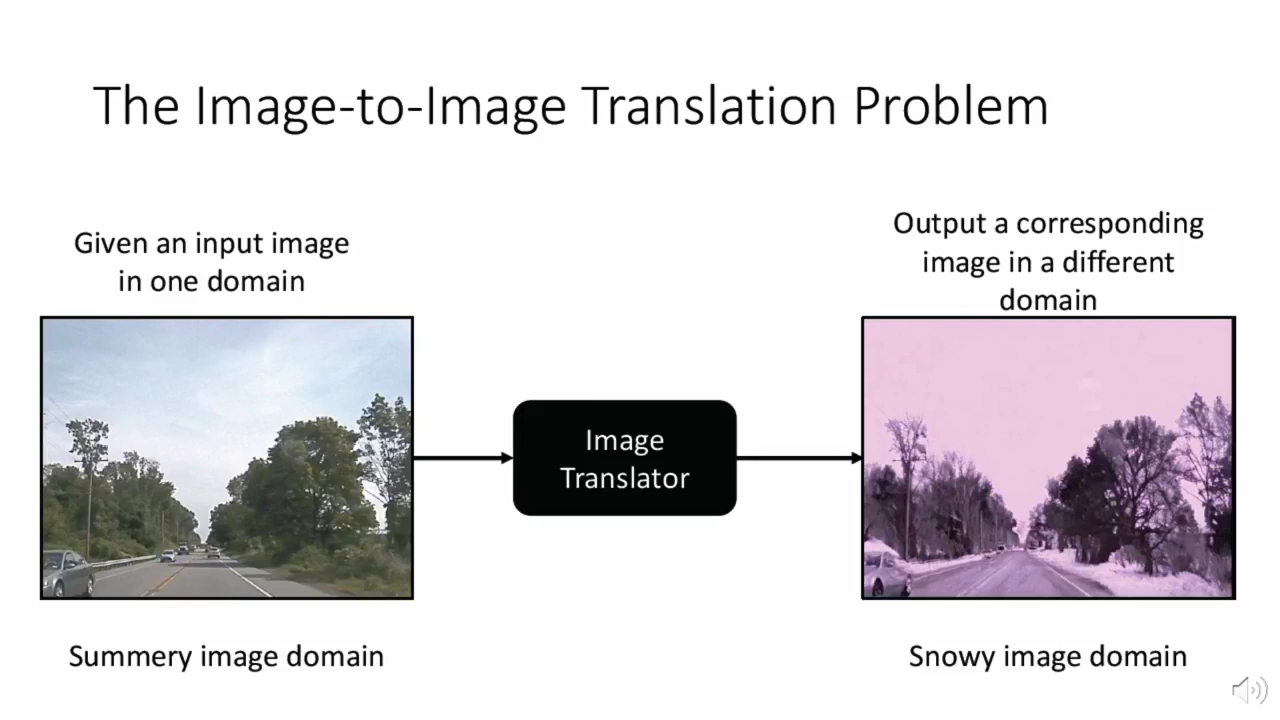 The Image-to-Image Translation Problem
Given an input image
in one domain
Output a corresponding
image in a different
domain
Image
Translator
Summery image domain
Snowy image domain